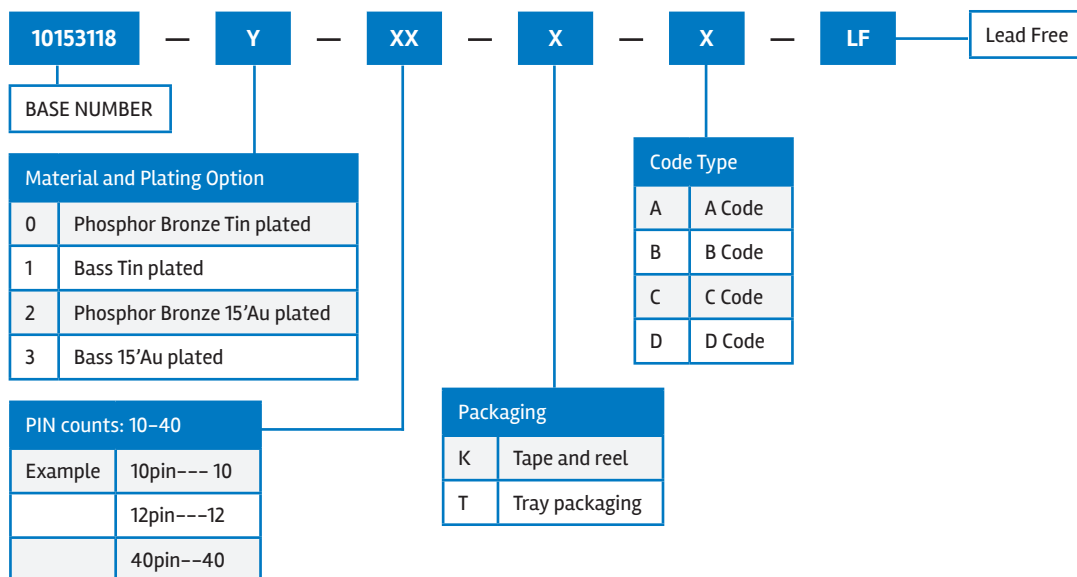 10153118 — Y — XX — X — X — LF Lead Free
BASE NUMBER
Material and Plating Option
0 Phosphor Bronze Tin plated
1 Bass Tin plated
2 Phosphor Bronze 15’Au plated
3 Bass 15’Au plated
PIN counts: 10-40
Example 10pin--- 10
12pin---12
40pin--40
Packaging
K Tape and reel
T Tray packaging
Code Type
A A Code
B B Code
C C Code
D D Code